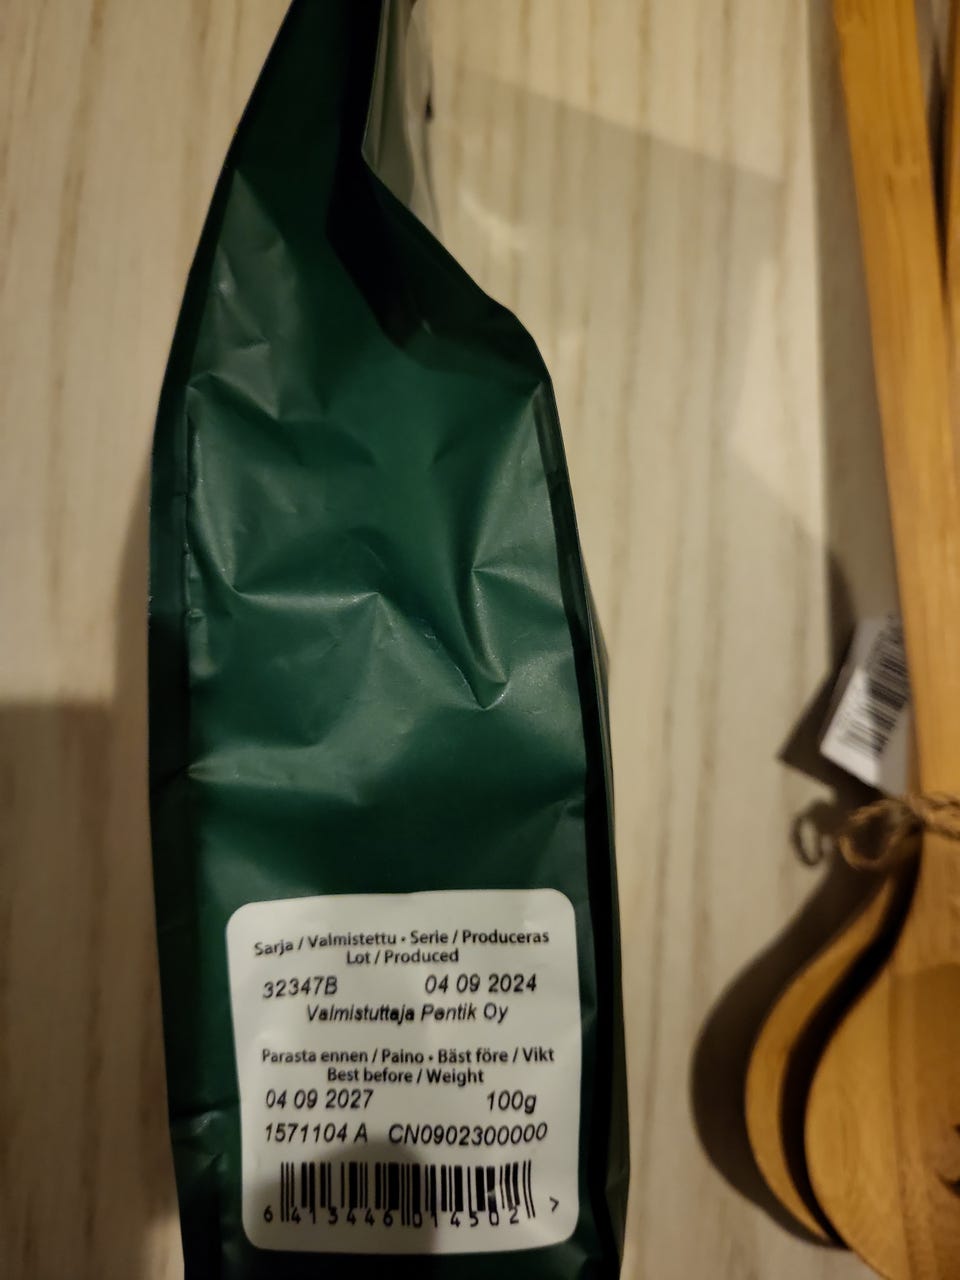 Sarja / Valmistettu • Serie / Produceras
Lot / Produced
32347B 04 09 2024
Valmistuttaja Pentik Oy
Parasta ennen / Paino • Bäst före / Vikt
Best before / Weight
04 09 2027 100g
1571104 A CN0902300000
6 413446 014502 >